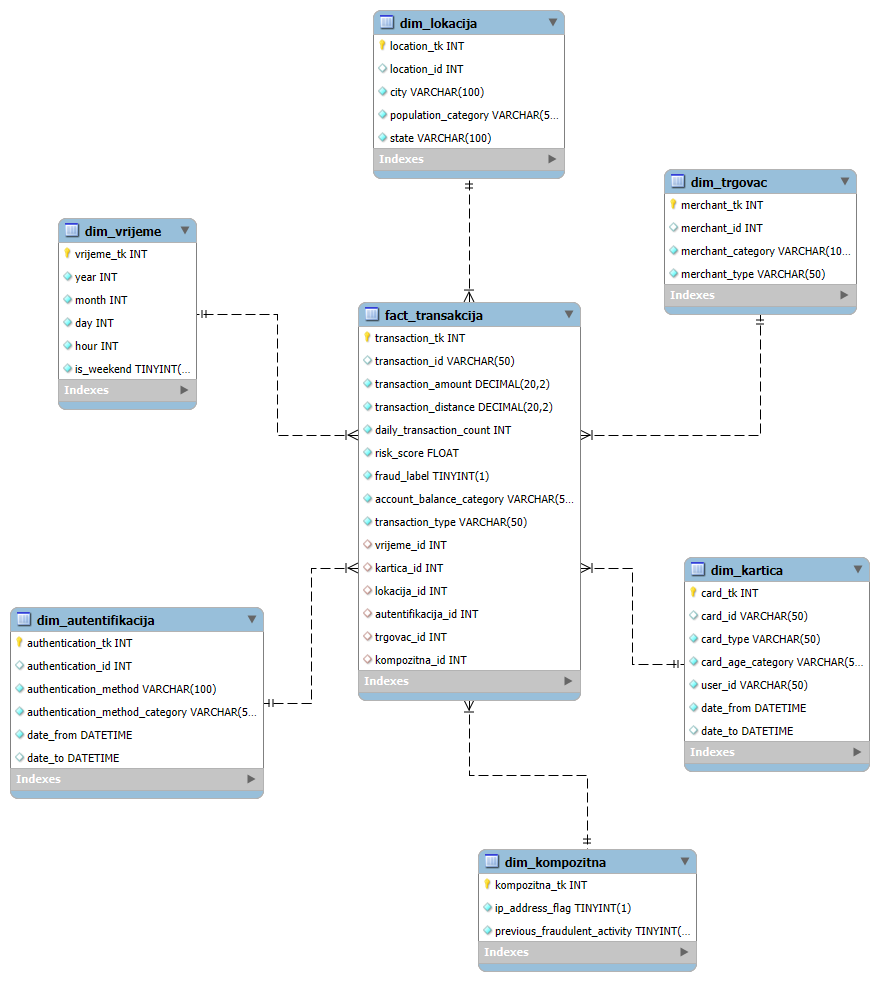 dim_lokacija
location_tk INT
location_id INT
city VARCHAR(100)
population_category VARCHAR(5...
state VARCHAR(100)
Indexes
dim_trgovac
merchant_tk INT
merchant_id INT
merchant_category VARCHAR(10...
merchant_type VARCHAR(50)
Indexes
dim_vrijeme
vrijeme_tk INT
year INT
month INT
day INT
hour INT
is_weekend TINYINT(...
Indexes
fact_transakcija
transaction_tk INT
transaction_id VARCHAR(50)
transaction_amount DECIMAL(20,2)
transaction_distance DECIMAL(20,2)
daily_transaction_count INT
risk_score FLOAT
fraud_label TINYINT(1)
account_balance_category VARCHAR(5...
transaction_type VARCHAR(50)
vrijeme_id INT
kartica_id INT
lokacija_id INT
autentifikacija_id INT
trgovac_id INT
kompozitna_id INT
Indexes
dim_kartica
card_tk INT
card_id VARCHAR(50)
card_type VARCHAR(50)
card_age_category VARCHAR(5...
user_id VARCHAR(50)
date_from DATETIME
date_to DATETIME
Indexes
dim_autentifikacija
authentication_tk INT
authentication_id INT
authentication_method VARCHAR(100)
authentication_method_category VARCHAR(5...
date_from DATETIME
date_to DATETIME
Indexes
dim_kompozitna
kompozitna_tk INT
ip_address_flag TINYINT(1)
previous_fraudulent_activity TINYINT(...
Indexes